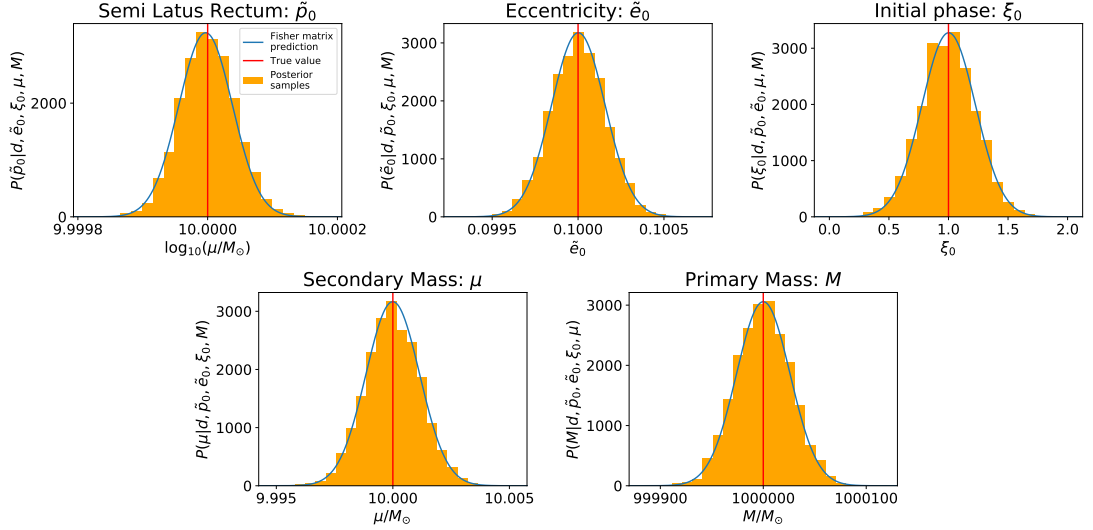 Semi Latus Rectum: p̃₀
P(p̃₀|d, ẽ₀, ξ₀, μ, M)
2000
0
Fisher matrix
prediction
True value
Posterior
samples
9.9998 10.0000 10.0002
log₁₀(μ/M⊙)
Eccentricity: ẽ₀
P(ẽ₀|d, p̃₀, ξ₀, μ, M)
3000
2000
1000
0
0.0995 0.1000 0.1005
ẽ₀
Initial phase: ξ₀
P(ξ₀|d, p̃₀, ẽ₀, μ, M)
3000
2000
1000
0
0.0 0.5 1.0 1.5 2.0
ξ₀
Secondary Mass: μ
P(μ|d, p̃₀, ẽ₀, ξ₀, M)
3000
2000
1000
0
9.995 10.000 10.005
μ/M⊙
Primary Mass: M
P(M|d, p̃₀, ẽ₀, ξ₀, μ)
3000
2000
1000
0
999900 1000000 1000100
M/M⊙